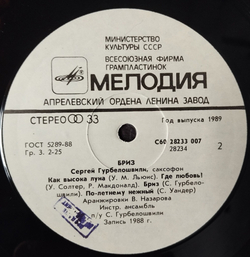 МИНИСТЕРСТВО
КУЛЬТУРЫ СССР
ВСЕСОЮЗНАЯ ФИРМА
ГРАМПЛАСТИНОК
МЕЛОДИЯ
АПРЕЛЕВСКИЙ ОРДЕНА ЛЕНИНА ЗАВОД
СТЕРЕО 33
Год выпуска 1989
ГОСТ 5289-88
Гр. 3. 2-25
С60 28233 007
28234 2
БРИЗ
Сергей Гурбелошвили, саксофон
Как высока луна (У. М. Льюис). Где любовь!
(У. Солтер, Р. Макдоналд). Бриз (С. Гурбело-
швили). По-летнему нежный (С. Уандер)
Аранжировки В. Назарова
Инстр. ансамбль
п/у С. Гурбелошвили
Запись 1988 г.